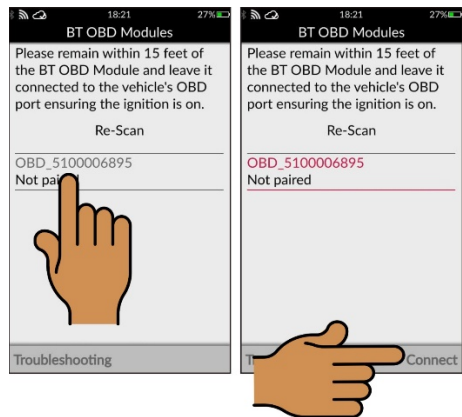 18:21
27%
BT OBD Modules
Please remain within 15 feet of
the BT OBD Module and leave it
connected to the vehicle's OBD
port ensuring the ignition is on.
Re-Scan
OBD_5100006895
Not
Troubleshooting
18:21
27%
BT OBD Modules
Please remain within 15 feet of
the BT OBD Module and leave it
connected to the vehicle's OBD
port ensuring the ignition is on.
Re-Scan
OBD_5100006895
Not paired
Connect